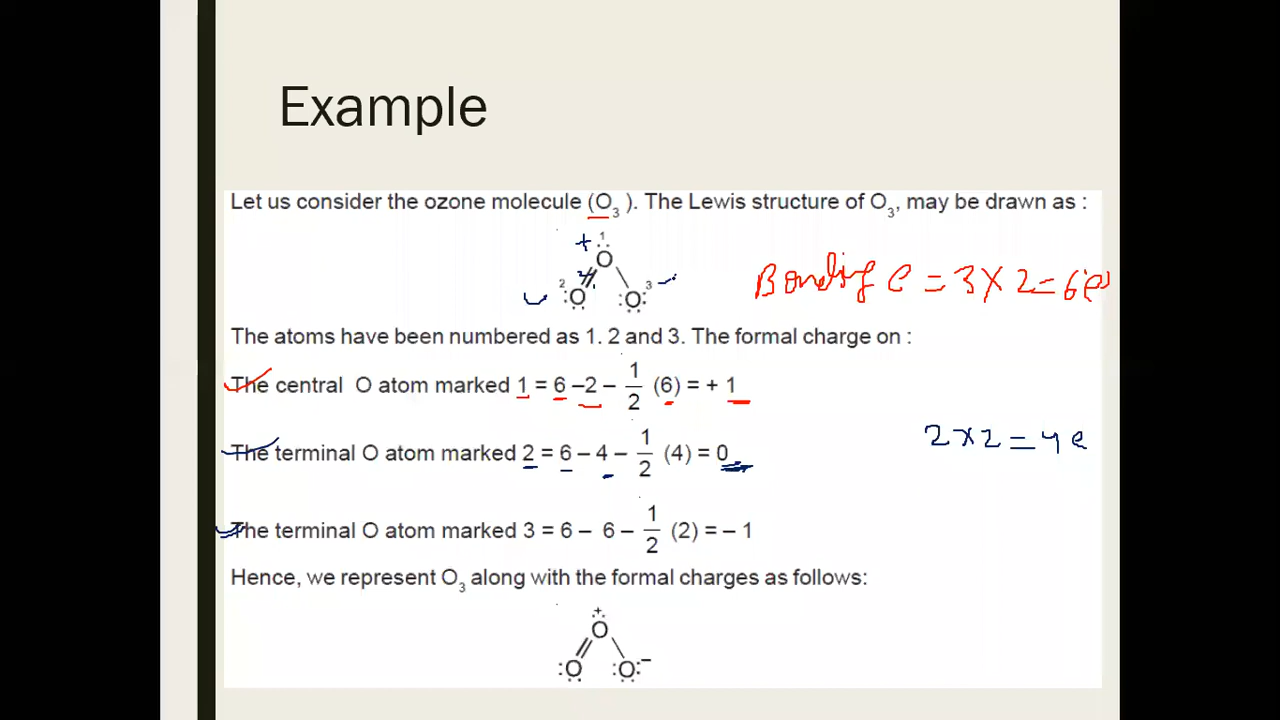 Example
Let us consider the ozone molecule (O3 ). The Lewis structure of O3, may be drawn as :
+ 1
O
2 3
:O :O:
Bonding e = 3 X 2 = 6 e
The atoms have been numbered as 1. 2 and 3. The formal charge on :
The central O atom marked 1 = 6 –2 – 1/2 (6) = + 1
2 x 2 = 4 e
The terminal O atom marked 2 = 6 – 4 – 1/2 (4) = 0
The terminal O atom marked 3 = 6 – 6 – 1/2 (2) = – 1
Hence, we represent O3 along with the formal charges as follows:
+
O
:O :O:–